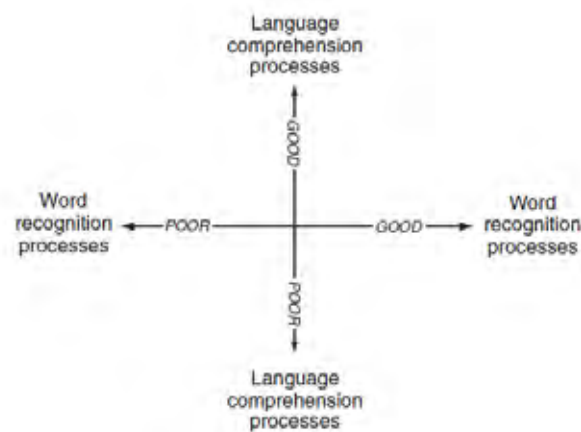 Language
comprehension
processes
GOOD
Word
recognition
processes
POOR
GOOD
Word
recognition
processes
POOR
Language
comprehension
processes